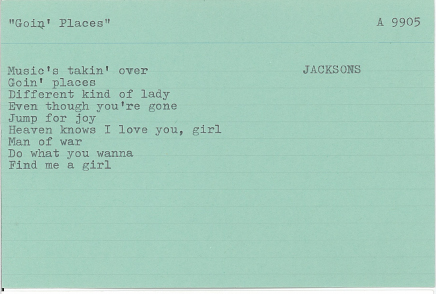 "Goin' Places" A 9905
Music's takin' over JACKSONS
Goin' places
Different kind of lady
Even though you're gone
Jump for joy
Heaven knows I love you, girl
Man of war
Do what you wanna
Find me a girl